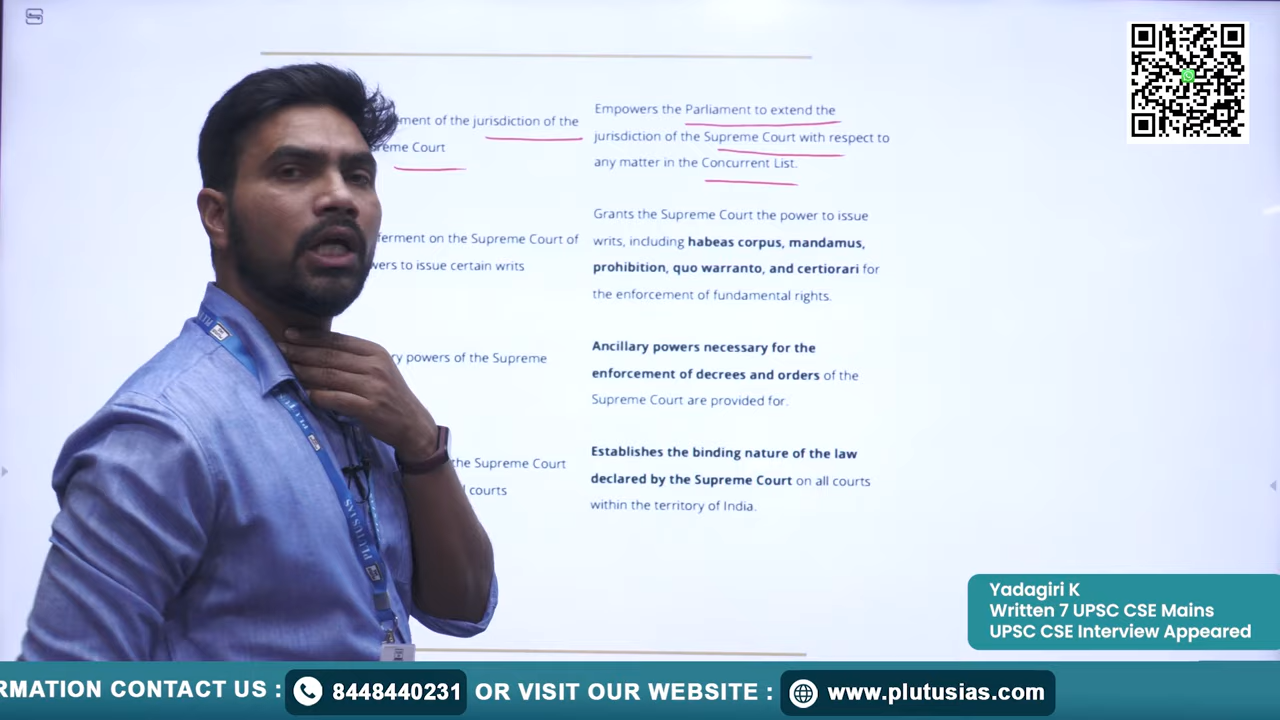 ment of the jurisdiction of the
reme Court
Empowers the Parliament to extend the
jurisdiction of the Supreme Court with respect to
any matter in the Concurrent List.
ferment on the Supreme Court of
wers to issue certain writs
Grants the Supreme Court the power to issue
writs, including habeas corpus, mandamus,
prohibition, quo warranto, and certiorari for
the enforcement of fundamental rights.
ry powers of the Supreme
Ancillary powers necessary for the
enforcement of decrees and orders of the
Supreme Court are provided for.
the Supreme Court
l courts
Establishes the binding nature of the law
declared by the Supreme Court on all courts
within the territory of India.
PLUTUS IAS
Yadagiri K
Written 7 UPSC CSE Mains
UPSC CSE Interview Appeared
RMATION CONTACT US : 8448440231 OR VISIT OUR WEBSITE : www.plutusias.com